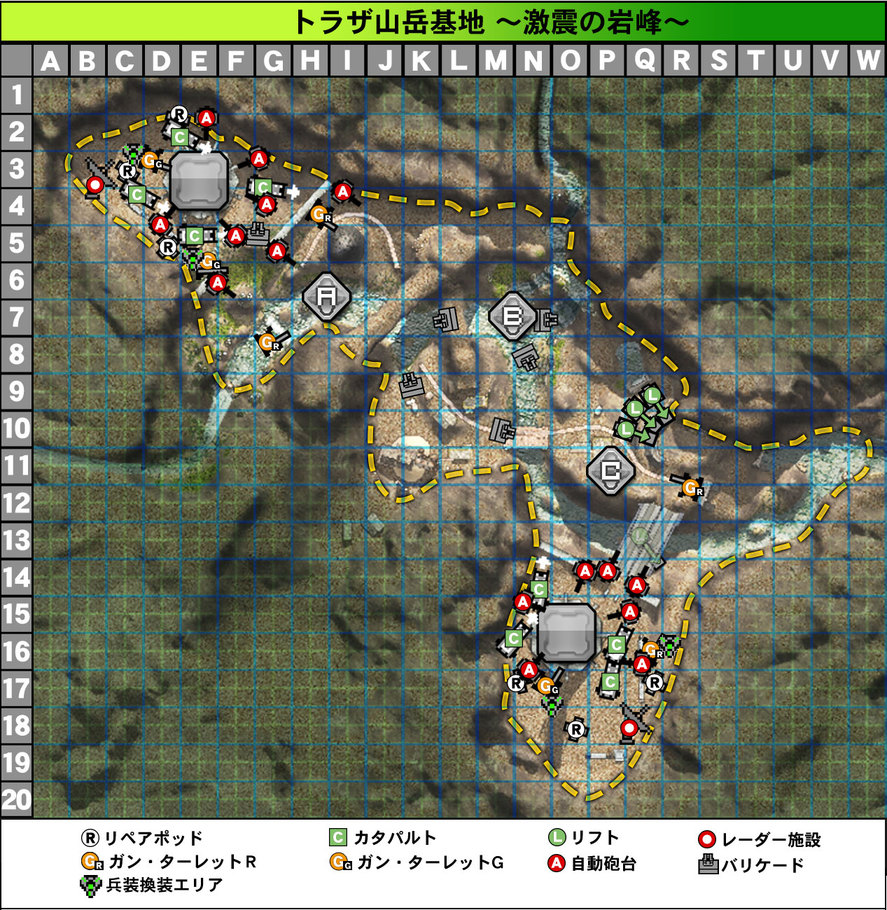 トラザ山岳基地 ～激震の岩峰～
A B C D E F G H I J K L M N O P Q R S T U V W
1
2
3
4
5
6
7
8
9
10
11
12
13
14
15
16
17
18
19
20
R A
C
G G A
R C A
C A G R
A C A A
R G G A
A
G R B
L
L
L
C
G R
A A A
C A A
C C G R
A A
R G G C R
R
R リペアポッド C カタパルト L リフト レーダー施設
G R ガン・ターレットR G G ガン・ターレットG A 自動砲台 バリケード
兵装換装エリア